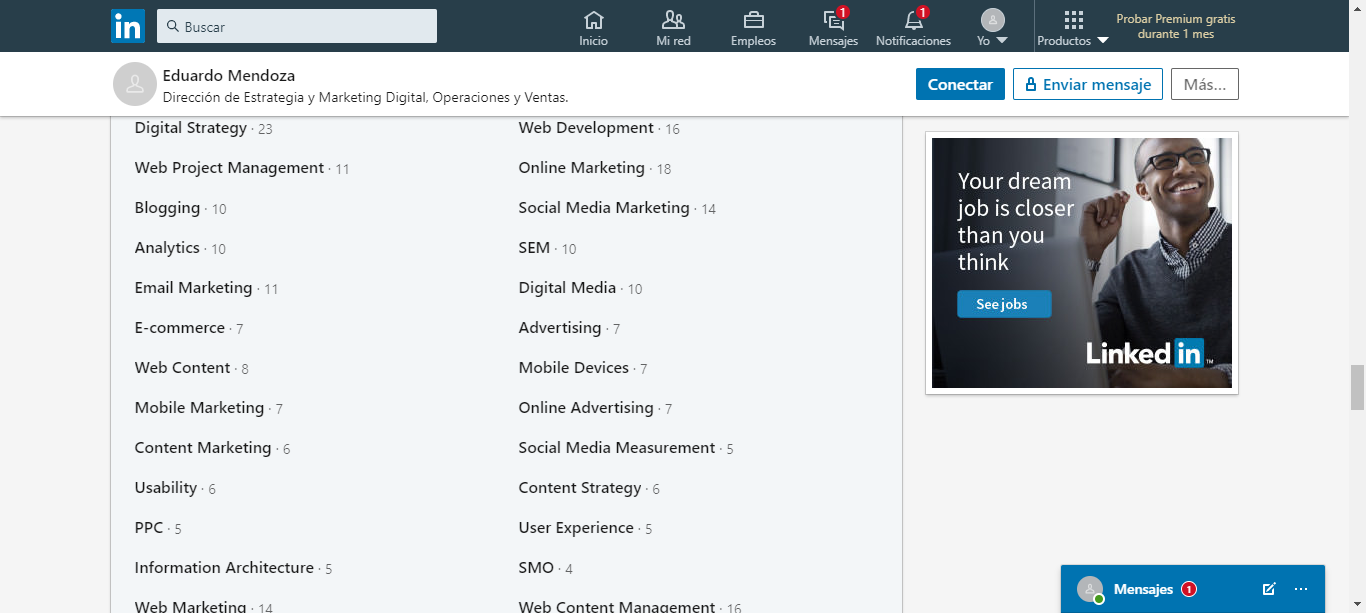 in
Buscar
Inicio
Mi red
Empleos
1
Mensajes
1
Notificaciones
Yo
Productos
Probar Premium gratis
durante 1 mes
Eduardo Mendoza
Dirección de Estrategia y Marketing Digital, Operaciones y Ventas.
Conectar
Enviar mensaje
Más...
Digital Strategy · 23
Web Development · 16
Web Project Management · 11
Online Marketing · 18
Blogging · 10
Social Media Marketing · 14
Analytics · 10
SEM · 10
Email Marketing · 11
Digital Media · 10
E-commerce · 7
Advertising · 7
Web Content · 8
Mobile Devices · 7
Mobile Marketing · 7
Online Advertising · 7
Content Marketing · 6
Social Media Measurement · 5
Usability · 6
Content Strategy · 6
PPC · 5
User Experience · 5
Information Architecture · 5
SMO · 4
Web Marketing · 14
Web Content Management · 16
Your dream
job is closer
than you
think
See jobs
Linked in ™
Mensajes 1